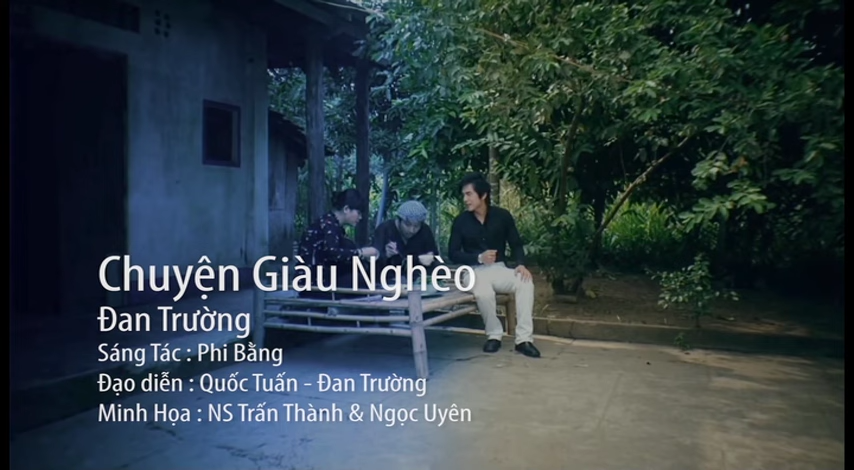 Chuyện Giàu Nghèo
Đan Trường
Sáng Tác : Phi Bằng
Đạo diễn : Quốc Tuấn - Đan Trường
Minh Họa : NS Trấn Thành & Ngọc Uyên